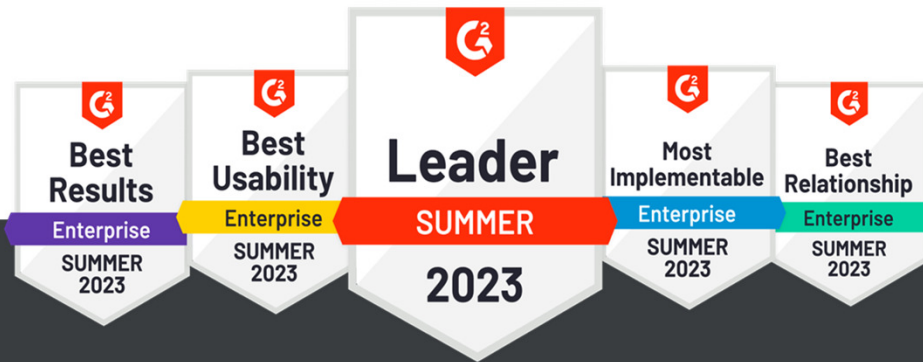 G2
Best
Results
Enterprise
SUMMER
2023
G2
Best
Usability
Enterprise
SUMMER
2023
G2
Leader
SUMMER
2023
G2
Most
Implementable
Enterprise
SUMMER
2023
G2
Best
Relationship
Enterprise
SUMMER
2023